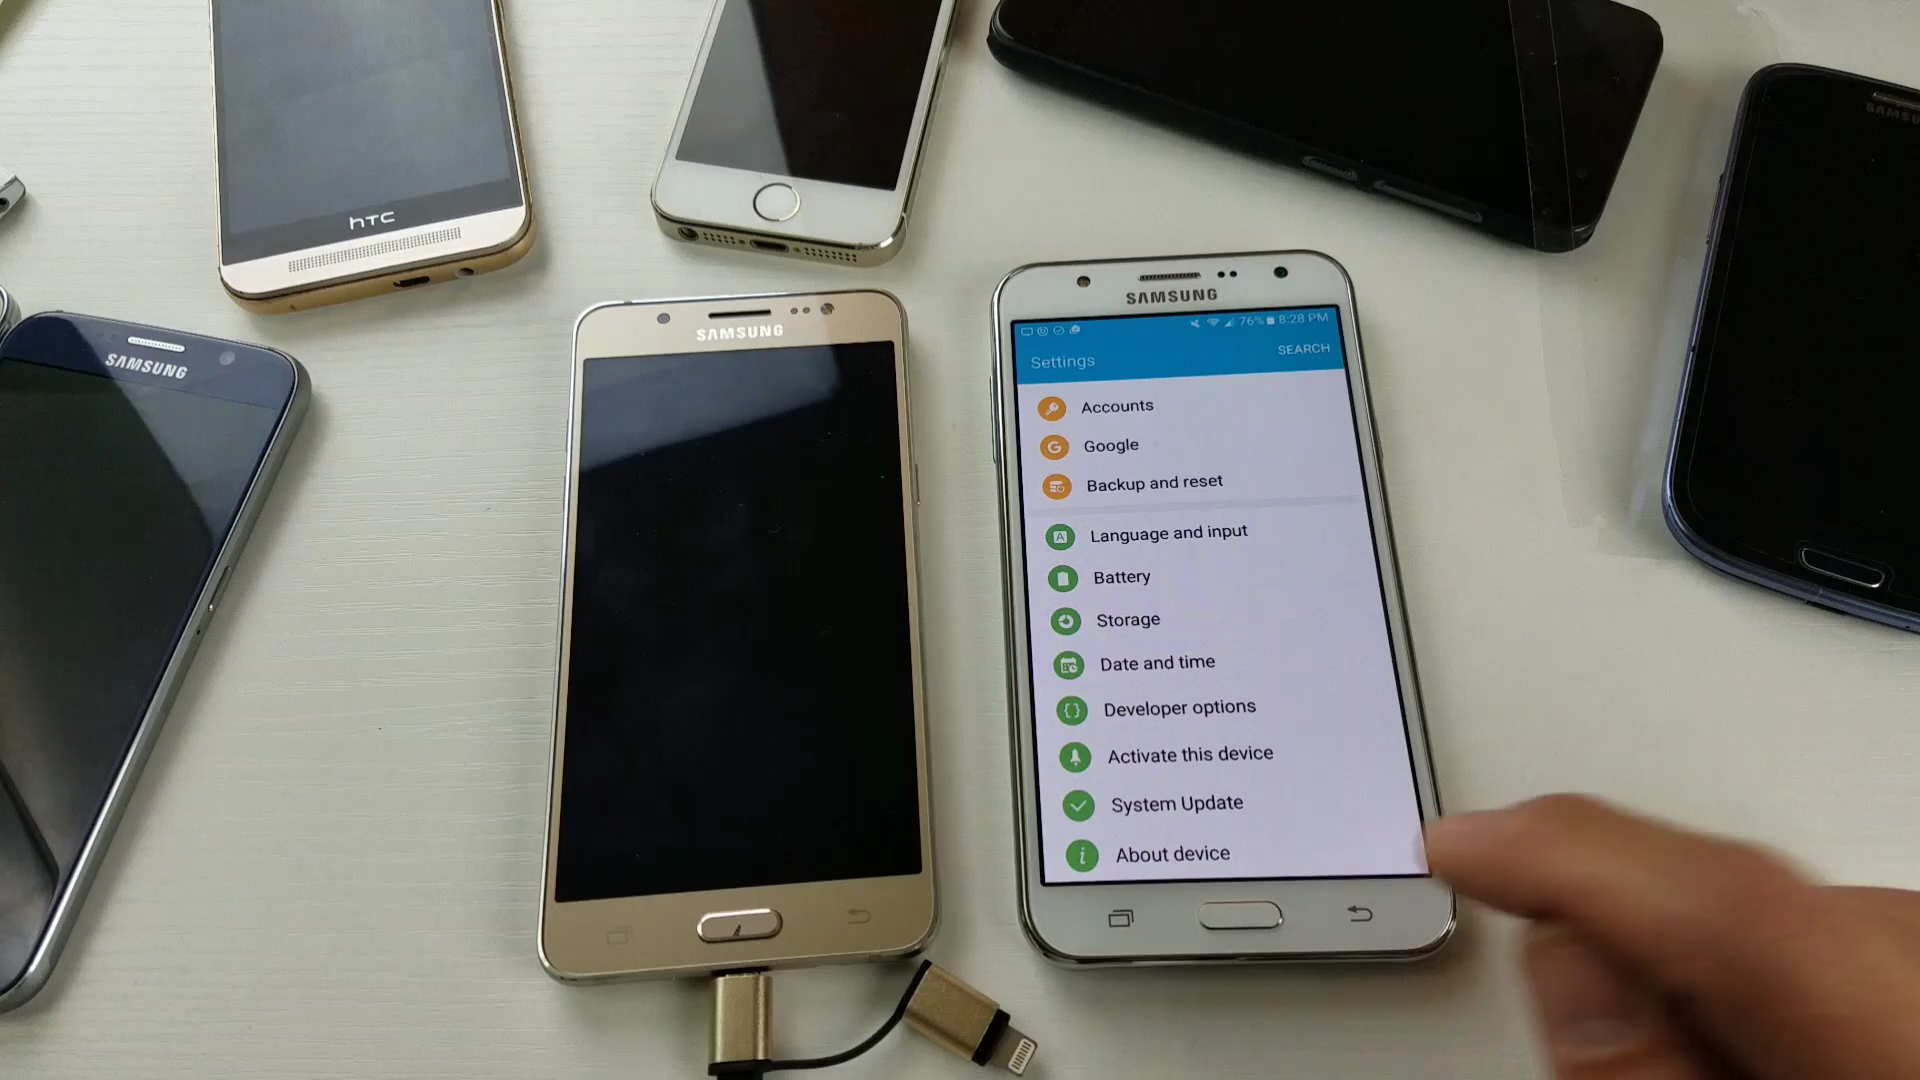 hTC
SAMSUNG
SAMSUNG
SAMSUNG
SAMSU
76% 8:28 PM
Settings
SEARCH
Accounts
Google
Backup and reset
Language and input
Battery
Storage
Date and time
Developer options
Activate this device
System Update
About device